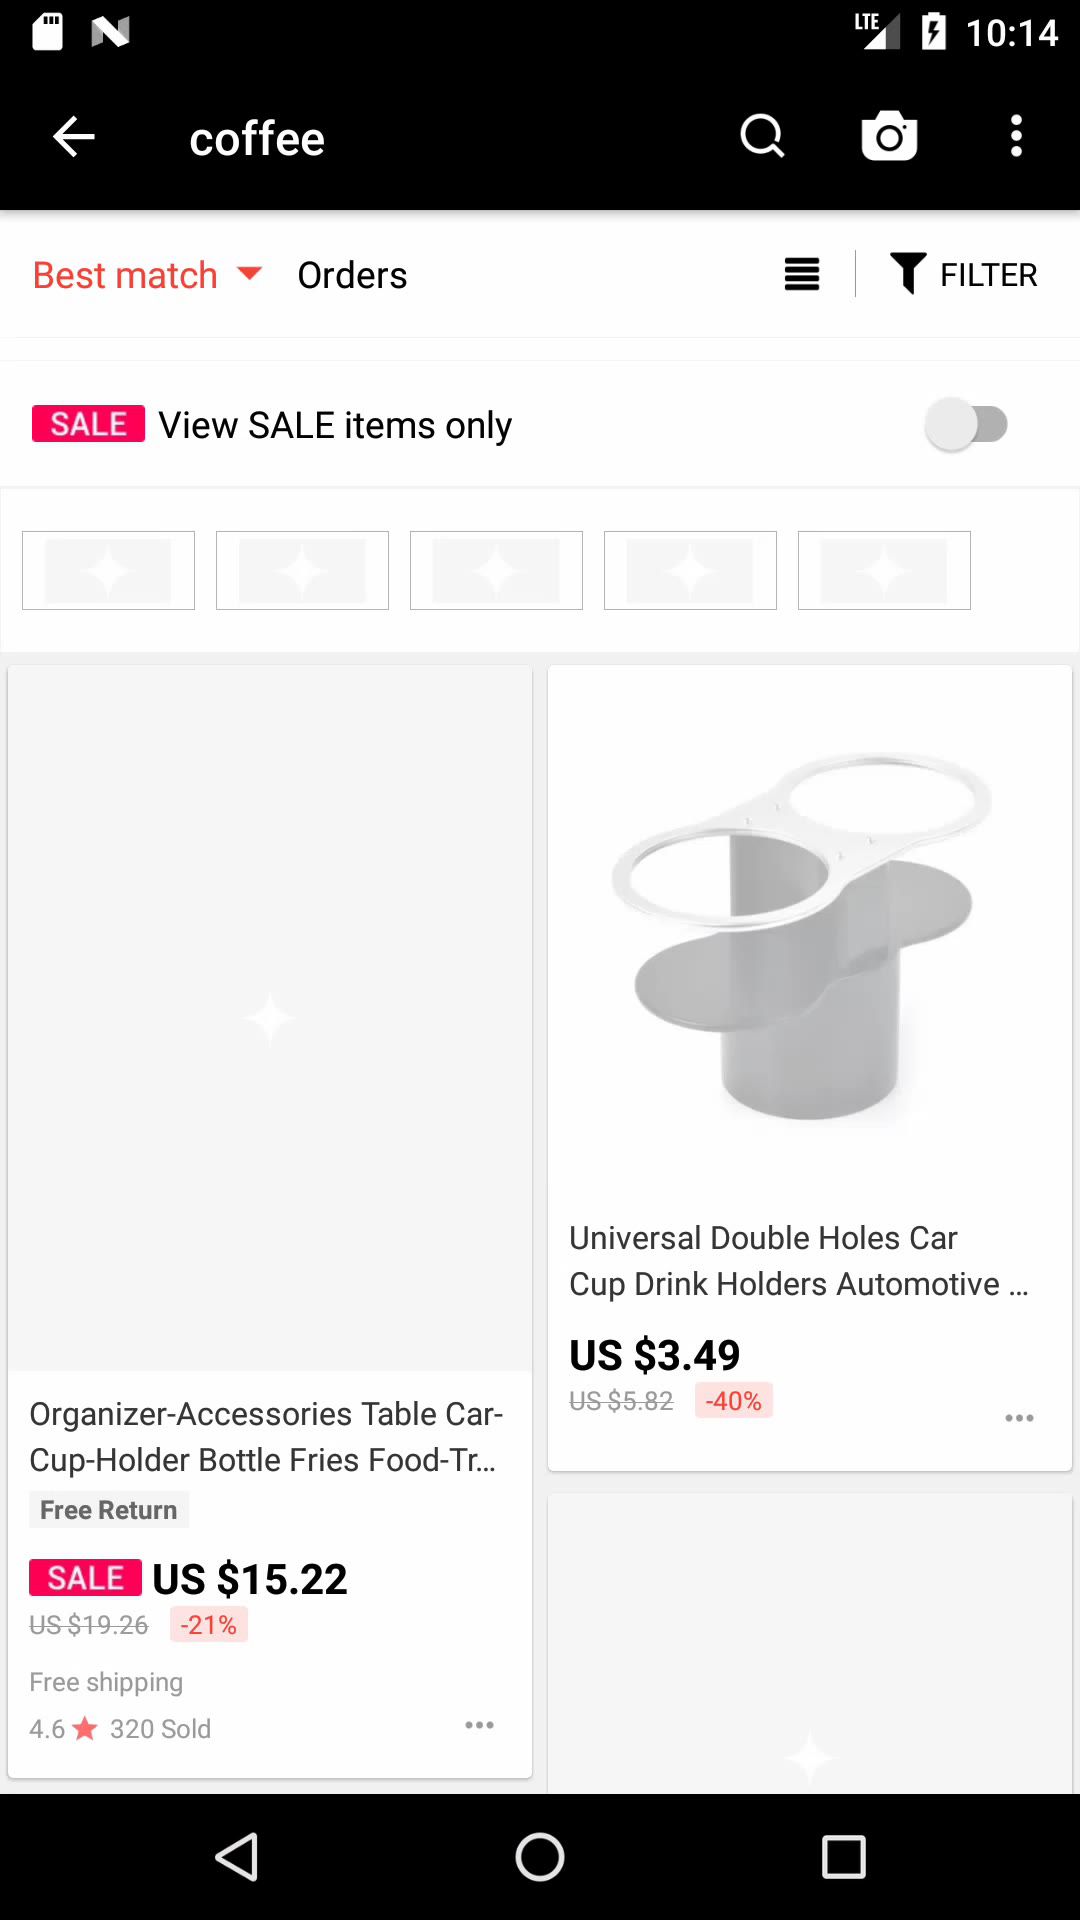 LTE 10:14
coffee
Best match Orders FILTER
SALE View SALE items only
Universal Double Holes Car
Cup Drink Holders Automotive ...
US $3.49
US $5.82 -40%
Organizer-Accessories Table Car-
Cup-Holder Bottle Fries Food-Tr...
Free Return
SALE US $15.22
US $19.26 -21%
Free shipping
4.6 320 Sold